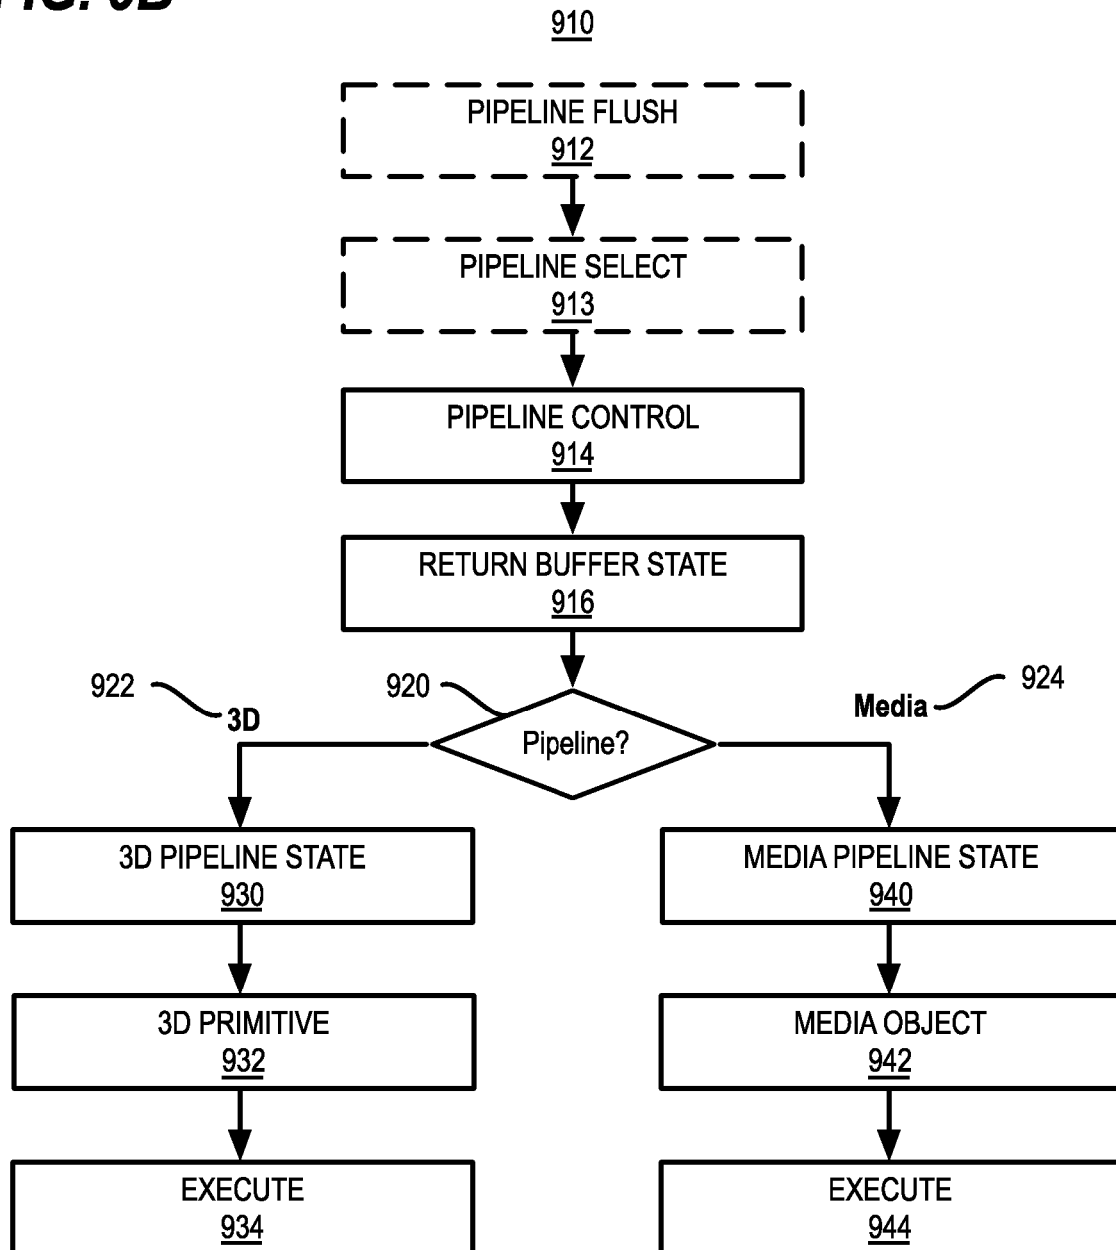 910
PIPELINE FLUSH
912
PIPELINE SELECT
913
PIPELINE CONTROL
914
RETURN BUFFER STATE
916
922
3D
920
Pipeline?
Media
924
3D PIPELINE STATE
930
MEDIA PIPELINE STATE
940
3D PRIMITIVE
932
MEDIA OBJECT
942
EXECUTE
934
EXECUTE
944